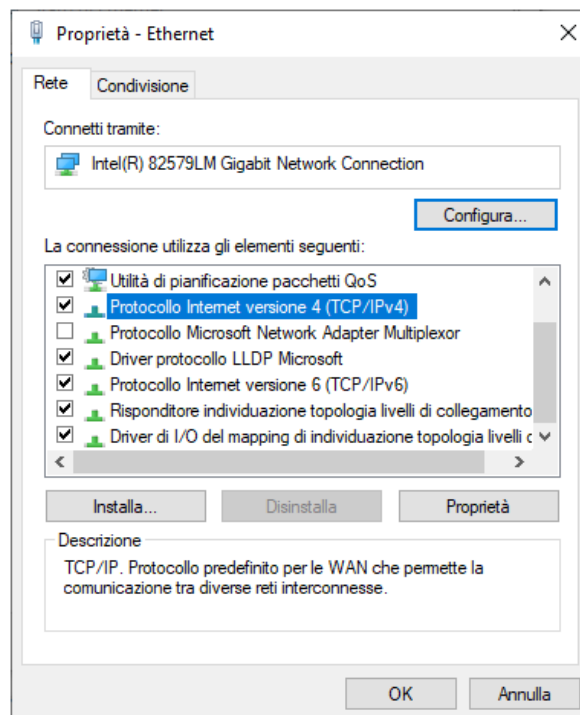 Proprietà - Ethernet
Rete
Condivisione
Connetti tramite:
Intel(R) 82579LM Gigabit Network Connection
Configura...
La connessione utilizza gli elementi seguenti:
Utilità di pianificazione pacchetti QoS
Protocollo Internet versione 4 (TCP/IPv4)
Protocollo Microsoft Network Adapter Multiplexor
Driver protocollo LLDP Microsoft
Protocollo Internet versione 6 (TCP/IPv6)
Risponditore individuazione topologia livelli di collegamento
Driver di I/O del mapping di individuazione topologia livelli
Installa...
Disinstalla
Proprietà
Descrizione
TCP/IP. Protocollo predefinito per le WAN che permette la
comunicazione tra diverse reti interconnesse.
OK
Annulla